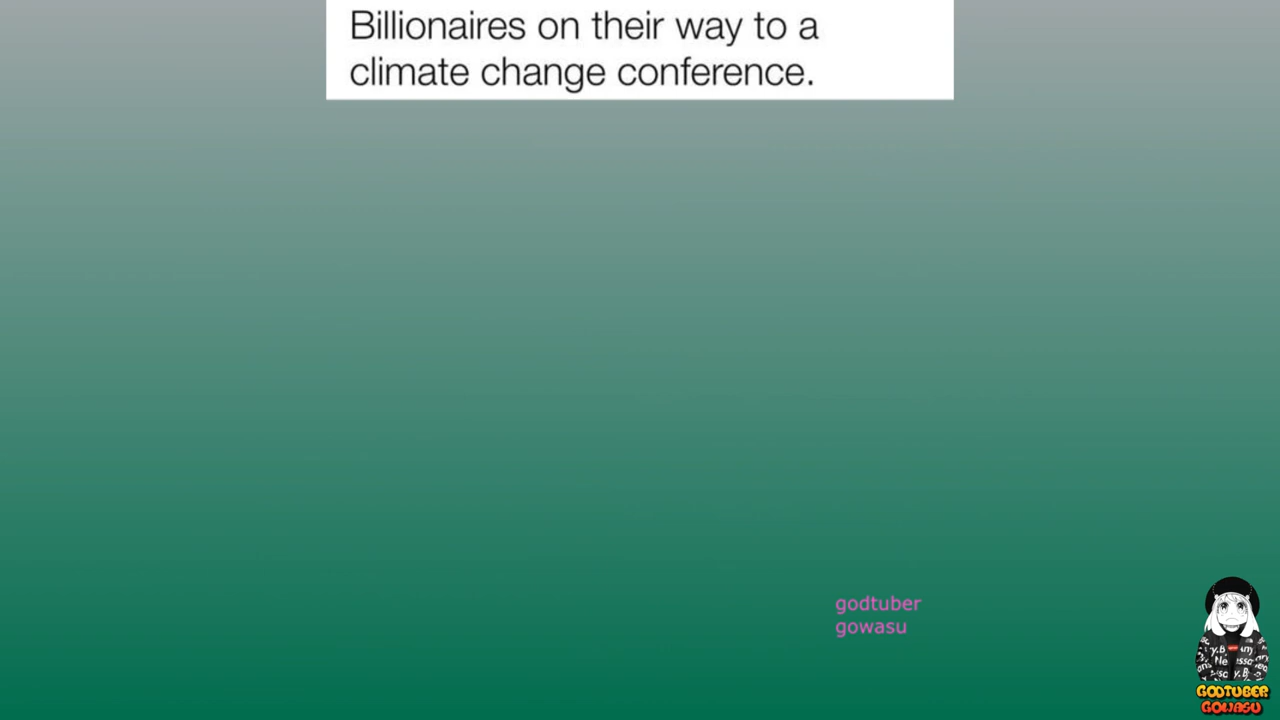 Billionaires on their way to a
climate change conference.
godtuber
gowasu
GODTUBER
GOWASU